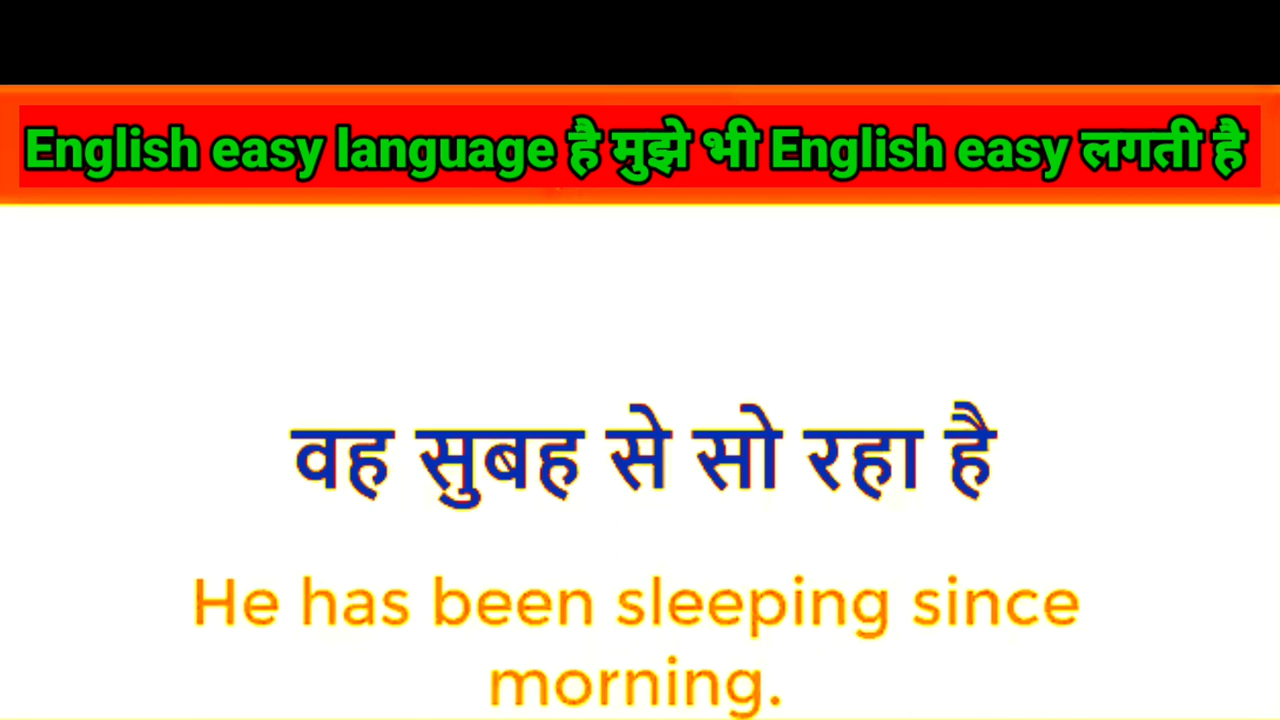 English easy language है मुझे भी English easy लगती है
वह सुबह से सो रहा है
He has been sleeping since
morning.